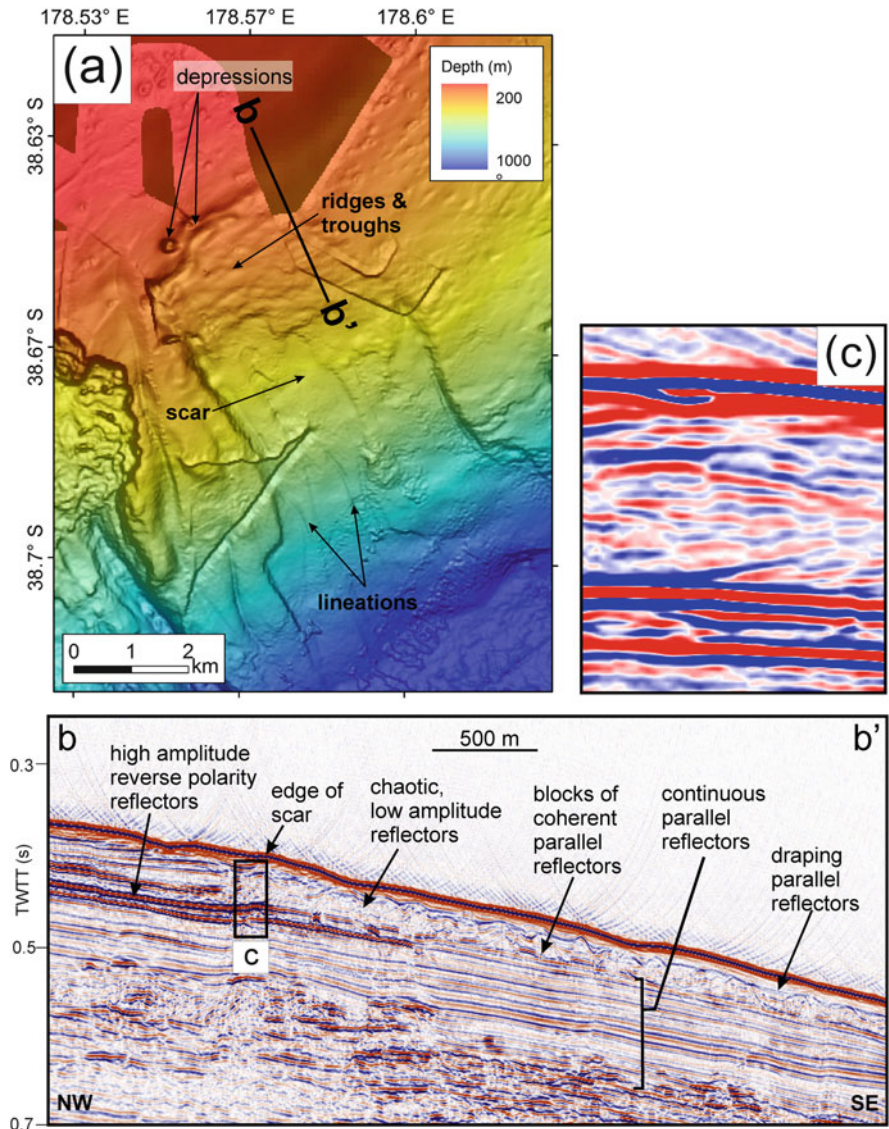 178.53° E 178.57° E 178.6° E
(a)
depressions
b
Depth (m)
200
1000
°
38.63° S
ridges &
troughs
b'
38.67° S
scar
(c)
38.7° S
lineations
0 1 2
km
b
500 m
b'
high amplitude
reverse polarity
reflectors
edge of
scar
chaotic,
low amplitude
reflectors
blocks of
coherent
parallel
reflectors
continuous
parallel
reflectors
draping
parallel
reflectors
0.3
TWTT (s)
0.5
c
0.7
NW
SE